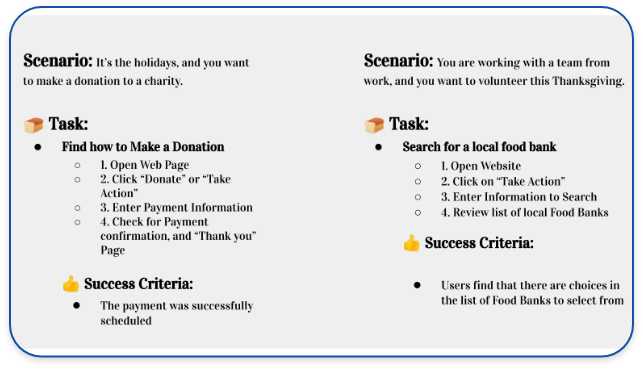 Scenario: It's the holidays, and you want
to make a donation to a charity.
🍞 Task:
● Find how to Make a Donation
○ 1. Open Web Page
○ 2. Click "Donate" or "Take
Action"
○ 3. Enter Payment Information
○ 4. Check for Payment
confirmation, and "Thank you"
Page
👍 Success Criteria:
● The payment was successfully
scheduled
Scenario: You are working with a team from
work, and you want to volunteer this Thanksgiving.
🍞 Task:
● Search for a local food bank
○ 1. Open Website
○ 2. Click on "Take Action"
○ 3. Enter Information to Search
○ 4. Review list of local Food Banks
👍 Success Criteria:
● Users find that there are choices in
the list of Food Banks to select from